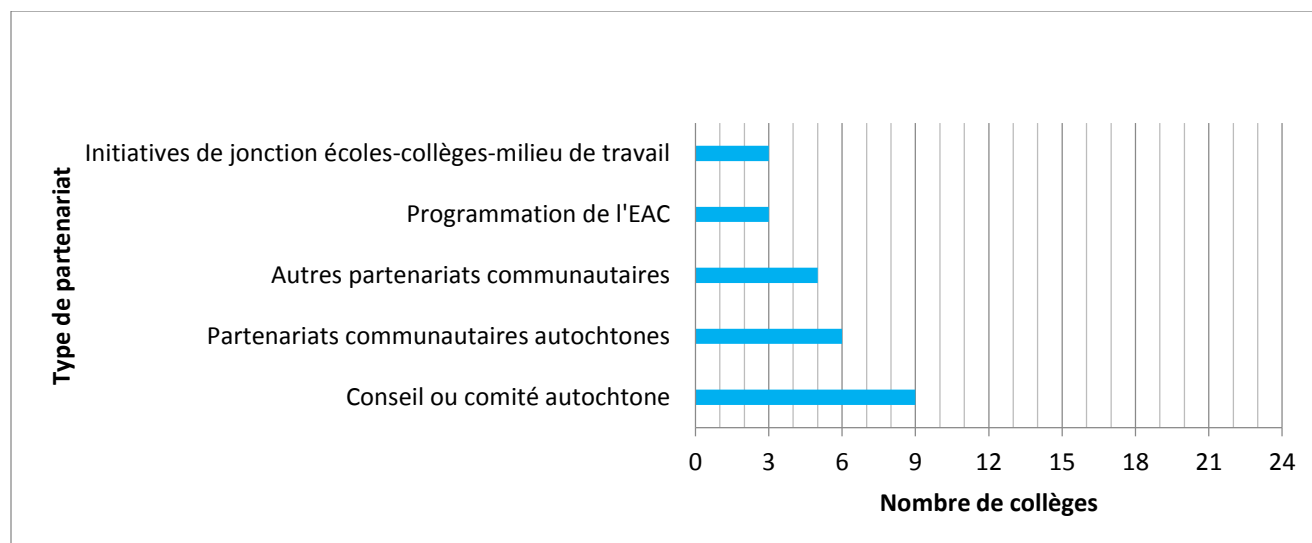 Type de partenariat
Initiatives de jonction écoles-collèges-milieu de travail
Programmation de l'EAC
Autres partenariats communautaires
Partenariats communautaires autochtones
Conseil ou comité autochtone
0 3 6 9 12 15 18 21 24
Nombre de collèges